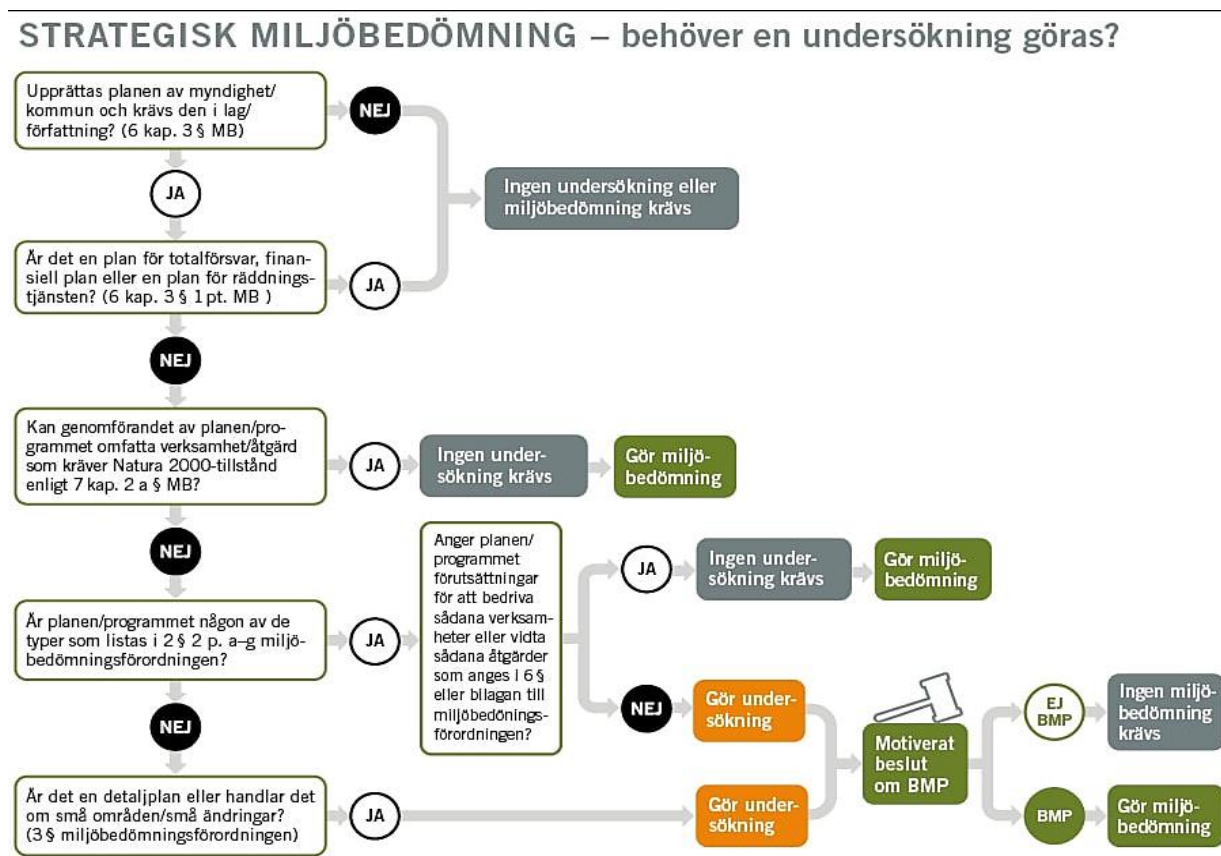 STRATEGISK MILJÖBEDÖMNING – behöver en undersökning göras?
Upprättas planen av myndighet/
kommun och krävs den i lag/
författning? (6 kap. 3 § MB)
NEJ
JA
Ingen undersökning eller
miljöbedömning krävs
Är det en plan för totalförsvar, finan-
siell plan eller en plan för räddnings-
tjänsten? (6 kap. 3 § 1 pt. MB )
JA
NEJ
Kan genomförandet av planen/pro-
grammet omfatta verksamhet/åtgärd
som kräver Natura 2000-tillstånd
enligt 7 kap. 2 a § MB?
JA
Ingen under-
sökning krävs
Gör miljö-
bedömning
NEJ
Är planen/programmet någon av de
typer som listas i 2 § 2 p. a–g miljö-
bedömningsförordningen?
JA
Anger planen/
programmet
förutsättningar
för att bedriva
sådana verksam-
heter eller vidta
sådana åtgärder
som anges i 6 §
eller bilagan till
miljöbedönings-
förordningen?
JA
Ingen under-
sökning krävs
Gör miljö-
bedömning
NEJ
Gör under-
sökning
NEJ
Är det en detaljplan eller handlar det
om små områden/små ändringar?
(3 § miljöbedömningsförordningen)
JA
Gör under-
sökning
Motiverat
beslut
om BMP
EJ
BMP
Ingen miljö-
bedömning
krävs
BMP
Gör miljö-
bedömning